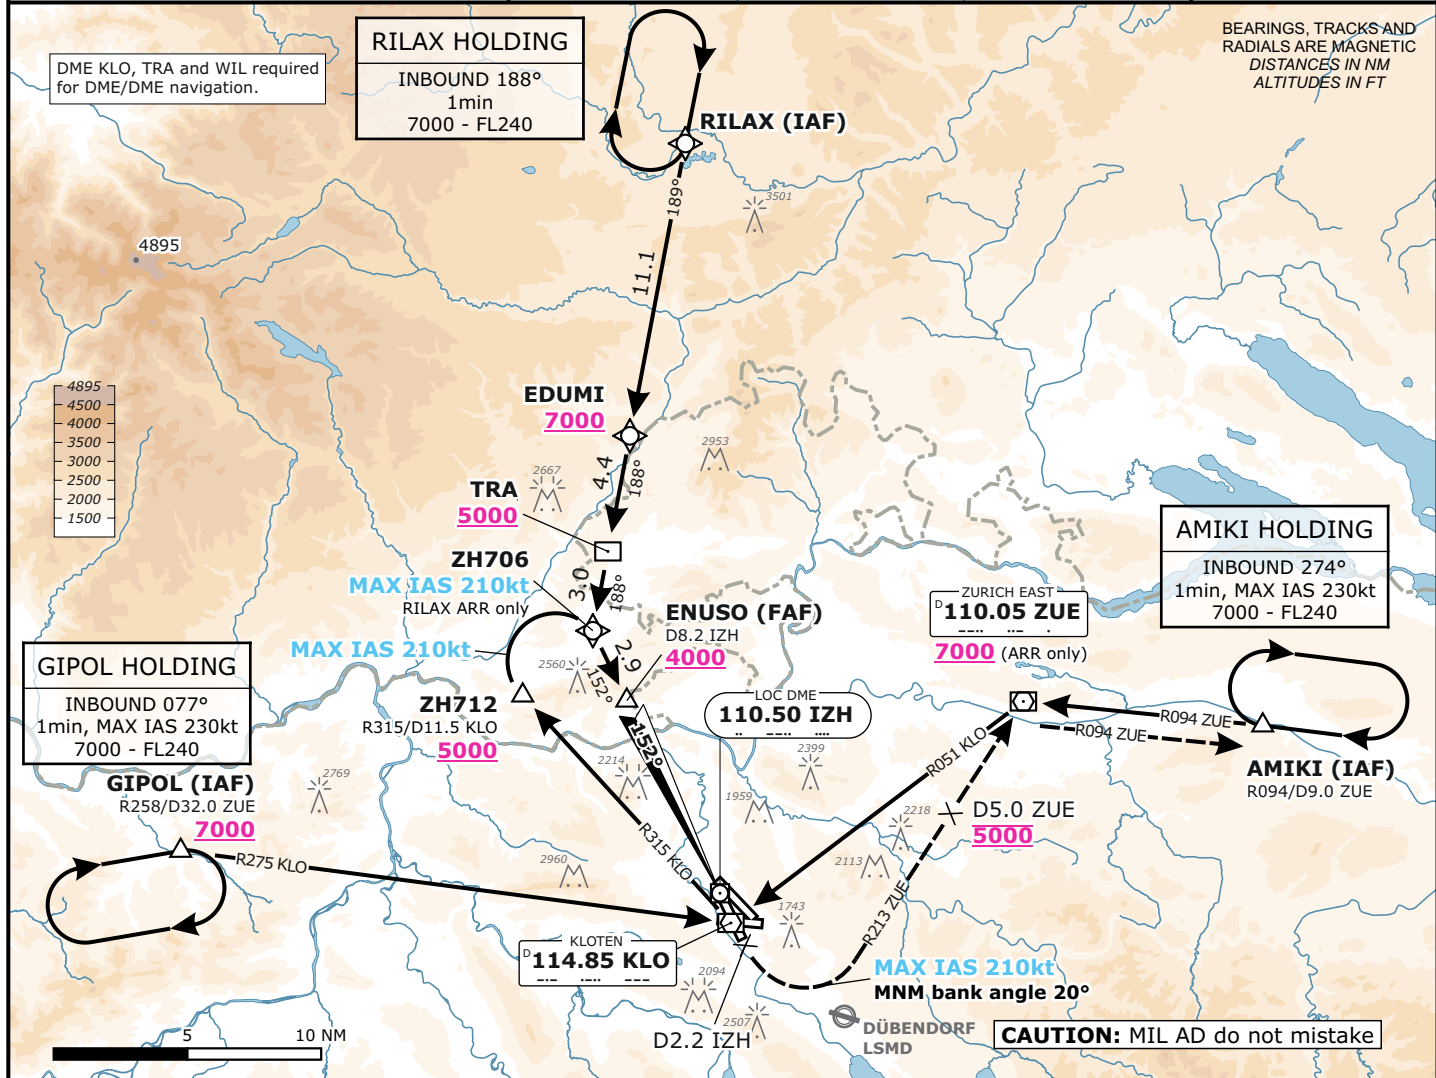 RILAX HOLDING
INBOUND 188°
1min
7000 - FL240
DME KLO, TRA and WIL required
for DME/DME navigation.
BEARINGS, TRACKS AND
RADIALS ARE MAGNETIC
DISTANCES IN NM
ALTITUDES IN FT
RILAX (IAF)
189°
3501
4895
11.1
4895
4500
4000
3500
3000
2500
2000
1500
EDUMI
7000
2953
4.4
188°
2667
TRA
5000
ZH706
MAX IAS 210kt
RILAX ARR only
3.0
188°
MAX IAS 210kt
2560
2.9
152°
ENUSO (FAF)
D8.2 IZH
4000
ZURICH EAST
D 110.05 ZUE
7000 (ARR only)
AMIKI HOLDING
INBOUND 274°
1min, MAX IAS 230kt
7000 - FL240
GIPOL HOLDING
INBOUND 077°
1min, MAX IAS 230kt
7000 - FL240
ZH712
R315/D11.5 KLO
5000
LOC DME
110.50 IZH
152°
2399
2214
R094 ZUE
R094 ZUE
AMIKI (IAF)
R094/D9.0 ZUE
R051 KLO
GIPOL (IAF)
R258/D32.0 ZUE
7000
2769
1959
2218
D5.0 ZUE
5000
R275 KLO
2960
R315 KLO
2113
1743
R213 ZUE
KLOTEN
D 114.85 KLO
2094
MAX IAS 210kt
MNM bank angle 20°
2507
D2.2 IZH
DÜBENDORF
LSMD
CAUTION: MIL AD do not mistake
5
10 NM